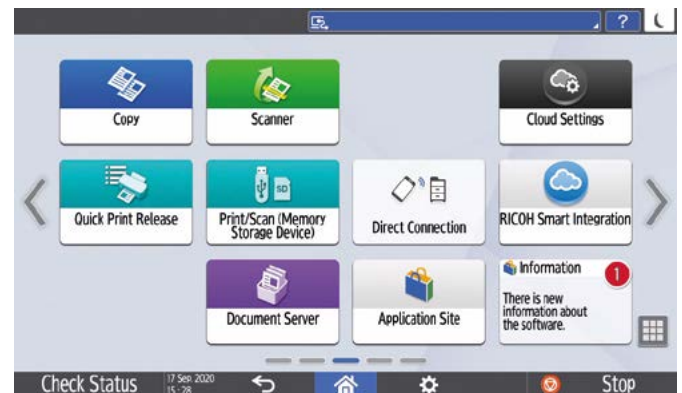 ?
Copy
Scanner
Cloud Settings
SD
Quick Print Release
Print/Scan (Memory
Storage Device)
Direct Connection
RICOH Smart Integration
Document Server
Application Site
Information
1
There is new
information about
the software.
Check Status
17 Sep 2020
15:28
Stop